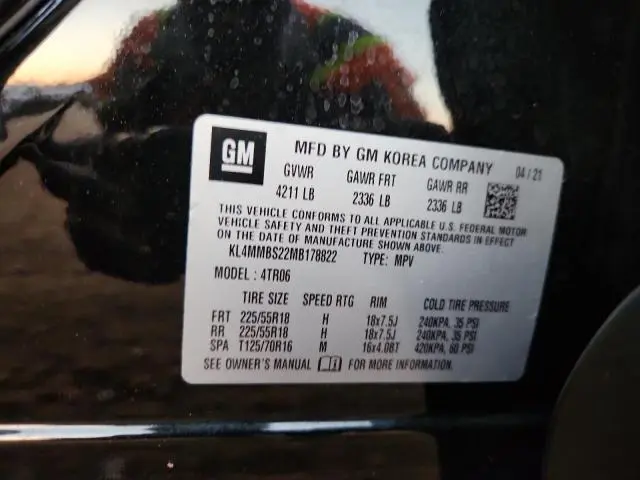 GM
MFD BY GM KOREA COMPANY 04/21
GVWR GAWR FRT GAWR RR
4211 LB 2336 LB 2336 LB
THIS VEHICLE CONFORMS TO ALL APPLICABLE U.S. FEDERAL MOTOR
VEHICLE SAFETY AND THEFT PREVENTION STANDARDS IN EFFECT
ON THE DATE OF MANUFACTURE SHOWN ABOVE.
KL4MMBS22MB178822 TYPE: MPV
MODEL: 4TR06
TIRE SIZE SPEED RTG RIM COLD TIRE PRESSURE
FRT 225/55R18 H 18x7.5J 240KPA, 35 PSI
RR 225/55R18 H 18x7.5J 240KPA, 35 PSI
SPA T125/70R16 M 16x4.0BT 420KPA, 60 PSI
SEE OWNER'S MANUAL FOR MORE INFORMATION.